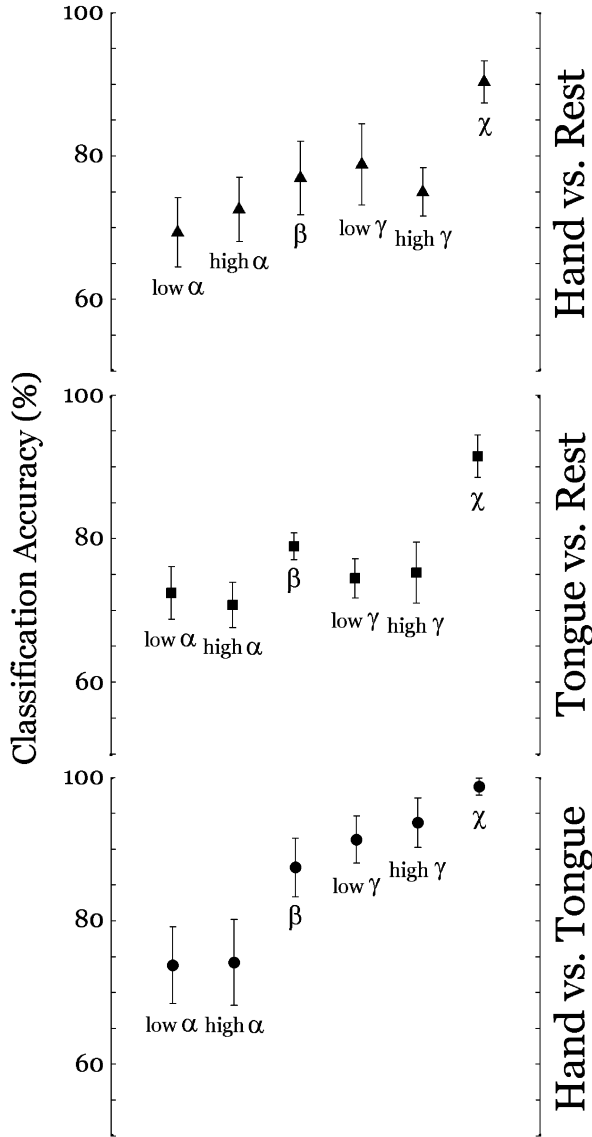 Classification Accuracy (%)
100
80
60
low α
high α
β
low γ
high γ
χ
Hand vs. Rest
100
80
60
low α
high α
β
low γ
high γ
χ
Tongue vs. Rest
100
80
60
low α
high α
β
low γ
high γ
χ
Hand vs. Tongue